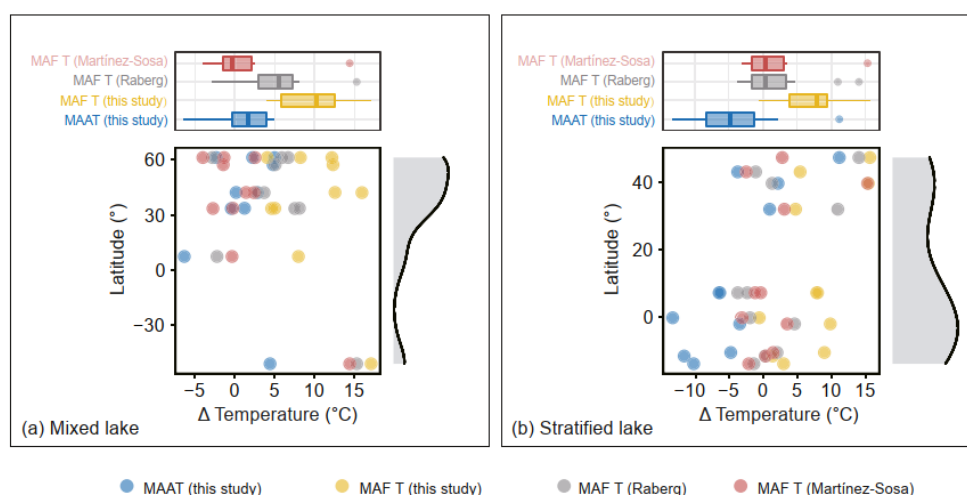 MAF T (Martínez-Sosa)
MAF T (Raberg)
MAF T (this study)
MAAT (this study)
60
30
0
−30
Latitude (°)
−5 0 5 10 15
Δ Temperature (°C)
(a) Mixed lake
MAF T (Martínez-Sosa)
MAF T (Raberg)
MAF T (this study)
MAAT (this study)
40
20
0
Latitude (°)
−10 −5 0 5 10 15
Δ Temperature (°C)
(b) Stratified lake
MAAT (this study) MAF T (this study) MAF T (Raberg) MAF T (Martínez-Sosa)